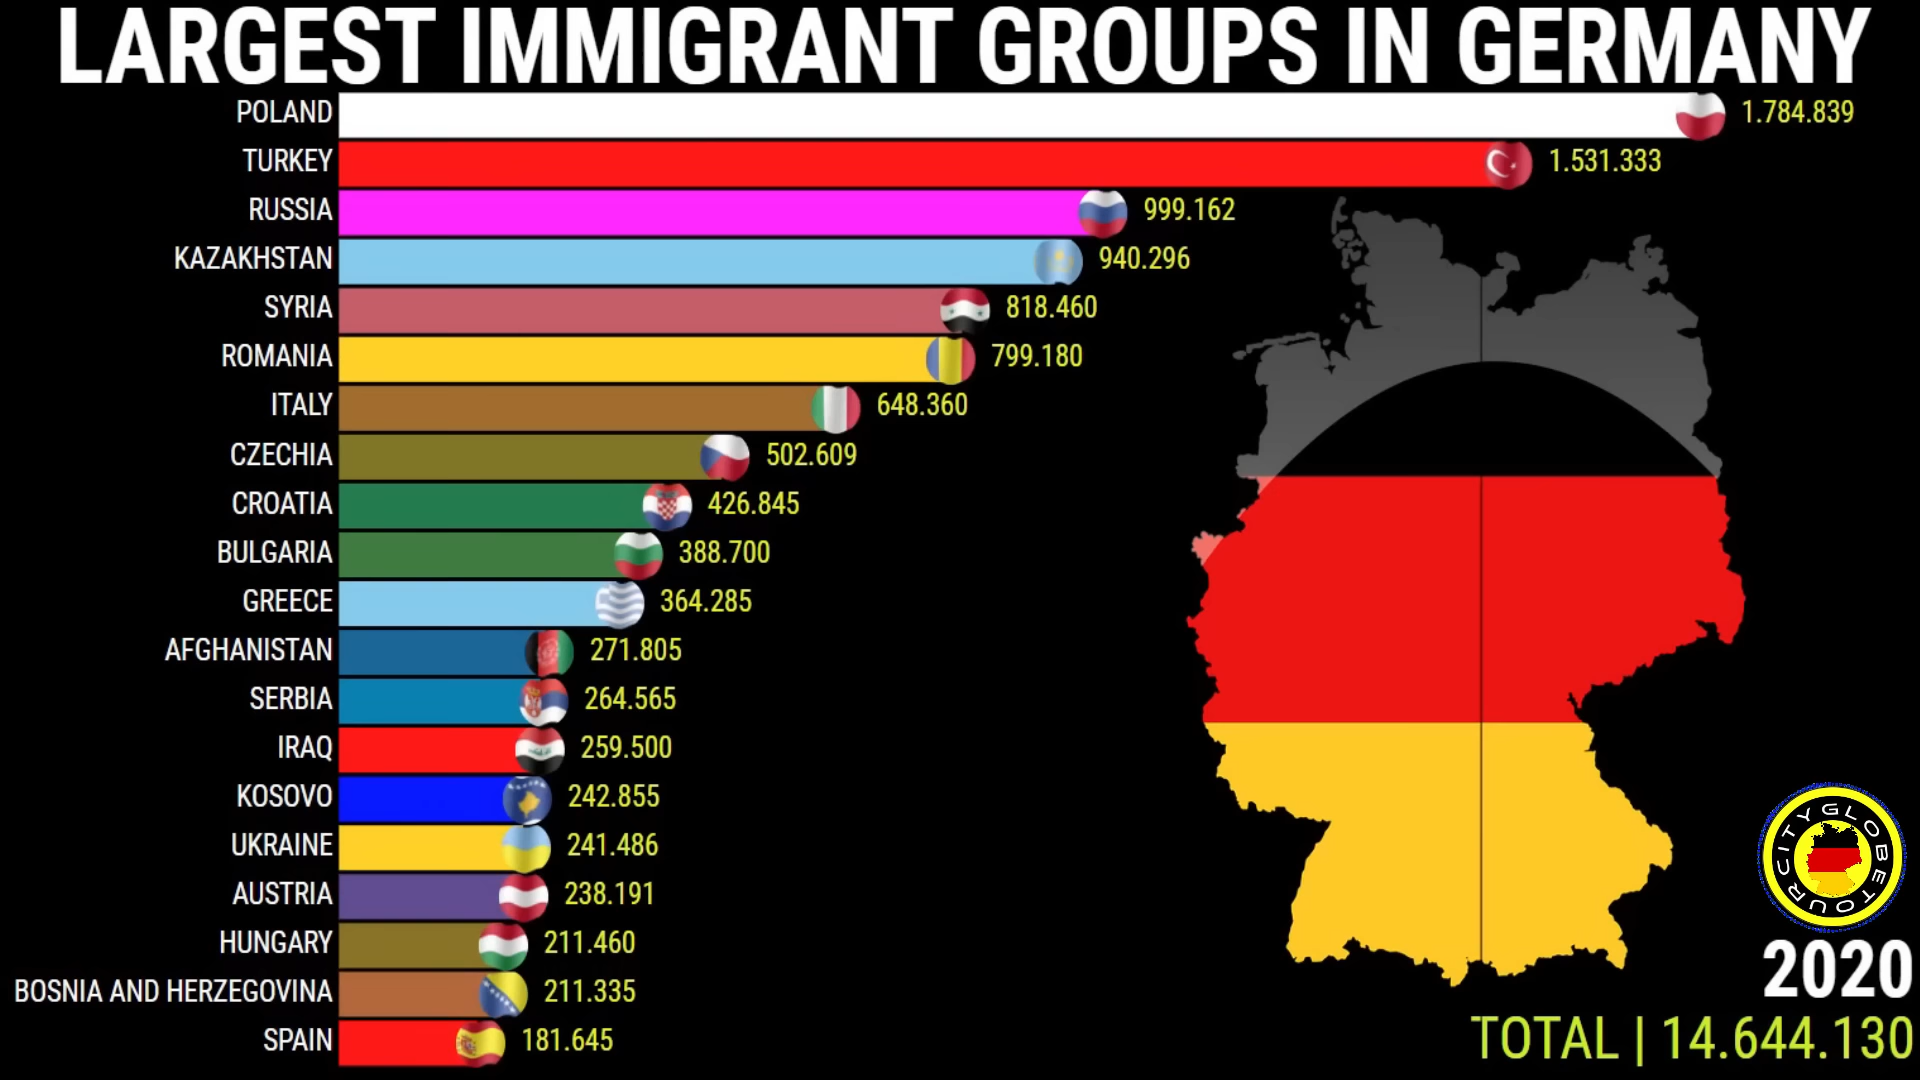 LARGEST IMMIGRANT GROUPS IN GERMANY
POLAND 1.784.839
TURKEY 1.531.333
RUSSIA 999.162
KAZAKHSTAN 940.296
SYRIA 818.460
ROMANIA 799.180
ITALY 648.360
CZECHIA 502.609
CROATIA 426.845
BULGARIA 388.700
GREECE 364.285
AFGHANISTAN 271.805
SERBIA 264.565
IRAQ 259.500
KOSOVO 242.855
UKRAINE 241.486
AUSTRIA 238.191
HUNGARY 211.460
BOSNIA AND HERZEGOVINA 211.335
SPAIN 181.645
CITYGLOBETOUR
2020
TOTAL | 14.644.130